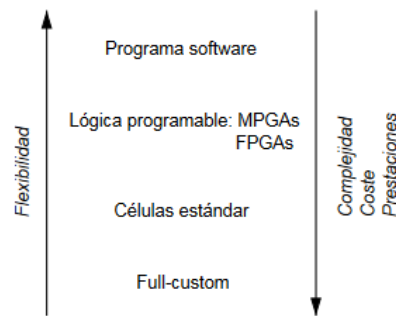 Programa software
Lógica programable: MPGAs
FPGAs
Células estándar
Full-custom
Flexibilidad
Complejidad
Coste
Prestaciones